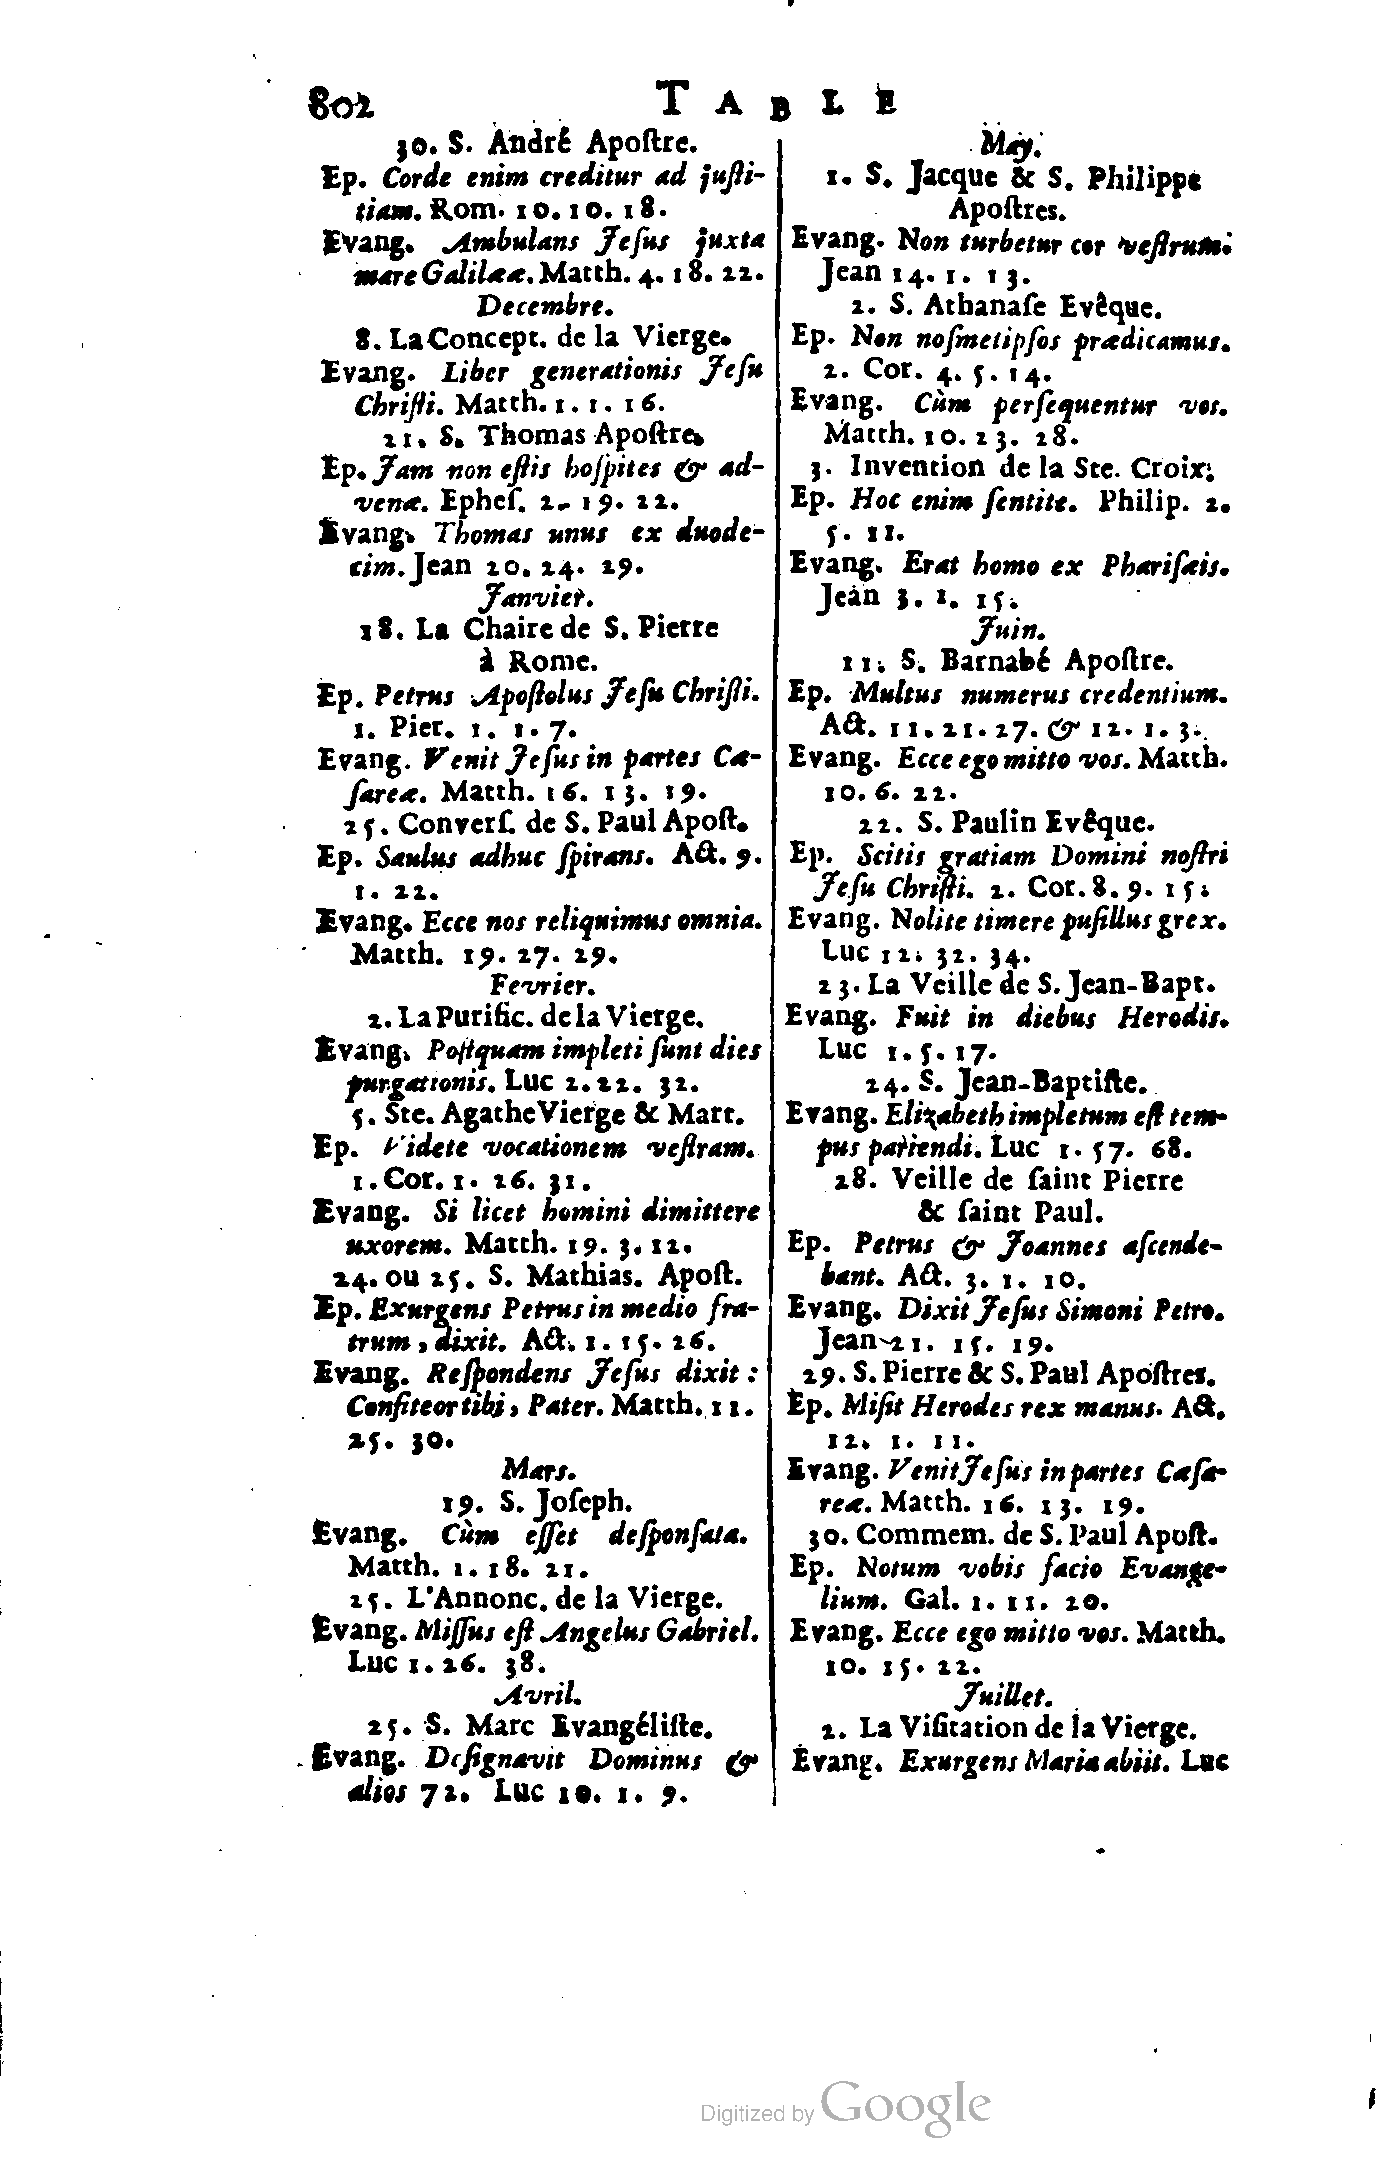 802 TABLE
30. S. André Apoſtre.
Ep. Corde enim creditur ad juſti-
tiam. Rom. 10. 10. 18.
Evang. Ambulans Jeſus juxta
mare Galilææ. Matth. 4. 18. 22.
Decembre.
8. La Concept. de la Vierge.
Evang. Liber generationis Jeſu
Chriſti. Matth. 1. 1. 16.
21. S. Thomas Apoſtre.
Ep. Jam non eſtis hoſpites & ad-
venæ. Epheſ. 2. 19. 22.
Evang. Thomas unus ex duode-
cim. Jean 20. 24. 29.
Janvier.
18. La Chaire de S. Pierre
à Rome.
Ep. Petrus Apoſtolus Jeſu Chriſti.
1. Pier. 1. 1. 7.
Evang. Venit Jeſus in partes Cæ-
ſareæ. Matth. 16. 13. 19.
25. Converſ. de S. Paul Apoſt.
Ep. Saulus adhuc ſpirans. Act. 9.
1. 22.
Evang. Ecce nos reliquimus omnia.
Matth. 19. 27. 29.
Fevrier.
2. La Purific. de la Vierge.
Evang. Poſtquam impleti ſunt dies
purgationis. Luc 2. 22. 32.
5. Ste. Agathe Vierge & Mart.
Ep. Videte vocationem veſtram.
1. Cor. 1. 26. 31.
Evang. Si licet homini dimittere
uxorem. Matth. 19. 3. 12.
24. ou 25. S. Mathias. Apoſt.
Ep. Exurgens Petrus in medio fra-
trum, dixit. Act. 1. 15. 26.
Evang. Reſpondens Jeſus dixit :
Confiteor tibi, Pater. Matth. 11.
25. 30.
Mars.
19. S. Joſeph.
Evang. Cùm eſſet deſponſata.
Matth. 1. 18. 21.
25. L'Annonc. de la Vierge.
Evang. Miſſus eſt Angelus Gabriel.
Luc 1. 26. 38.
Avril.
25. S. Marc Evangéliſte.
Evang. Deſignavit Dominus &
alios 72. Luc 10. 1. 9.
May.
1. S. Jacque & S. Philippe
Apoſtres.
Evang. Non turbetur cor veſtrum.
Jean 14. 1. 13.
2. S. Athanaſe Evêque.
Ep. Non noſmetipſos prædicamus.
2. Cor. 4. 5. 14.
Evang. Cùm perſequentur vos.
Matth. 10. 23. 28.
3. Invention de la Ste. Croix.
Ep. Hoc enim ſentite. Philip. 2.
5. 11.
Evang. Erat homo ex Phariſæis.
Jean 3. 1. 15.
Juin.
11. S. Barnabé Apoſtre.
Ep. Multus numerus credentium.
Act. 11. 21. 27. & 12. 1. 3.
Evang. Ecce ego mitto vos. Matth.
10. 6. 22.
22. S. Paulin Evêque.
Ep. Scitis gratiam Domini noſtri
Jeſu Chriſti. 2. Cor. 8. 9. 15.
Evang. Nolite timere puſillus grex.
Luc 12. 32. 34.
23. La Veille de S. Jean-Bapt.
Evang. Fuit in diebus Herodis.
Luc 1. 5. 17.
24. S. Jean-Baptiſte.
Evang. Elizabeth impletum eſt tem-
pus pariendi. Luc 1. 57. 68.
28. Veille de ſaint Pierre
& ſaint Paul.
Ep. Petrus & Joannes aſcende-
bant. Act. 3. 1. 10.
Evang. Dixit Jeſus Simoni Petro.
Jean 21. 15. 19.
29. S. Pierre & S. Paul Apoſtres.
Ep. Miſit Herodes rex manus. Act.
12. 1. 11.
Evang. Venit Jeſus in partes Cæſa-
reæ. Matth. 16. 13. 19.
30. Commem. de S. Paul Apoſt.
Ep. Notum vobis facio Evange-
lium. Gal. 1. 11. 20.
Evang. Ecce ego mitto vos. Matth.
10. 15. 22.
Juillet.
2. La Viſitation de la Vierge.
Evang. Exurgens Maria abiit. Luc
Digitized by Google